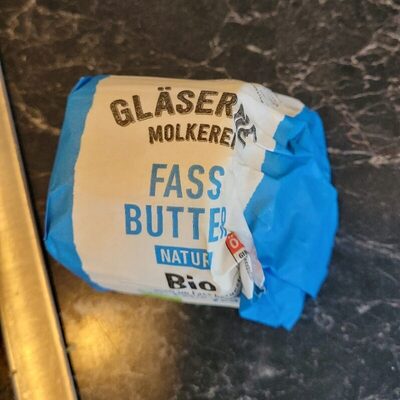 GLÄSERNE
MOLKEREI
FASS
BUTTER
NATUR
Bio